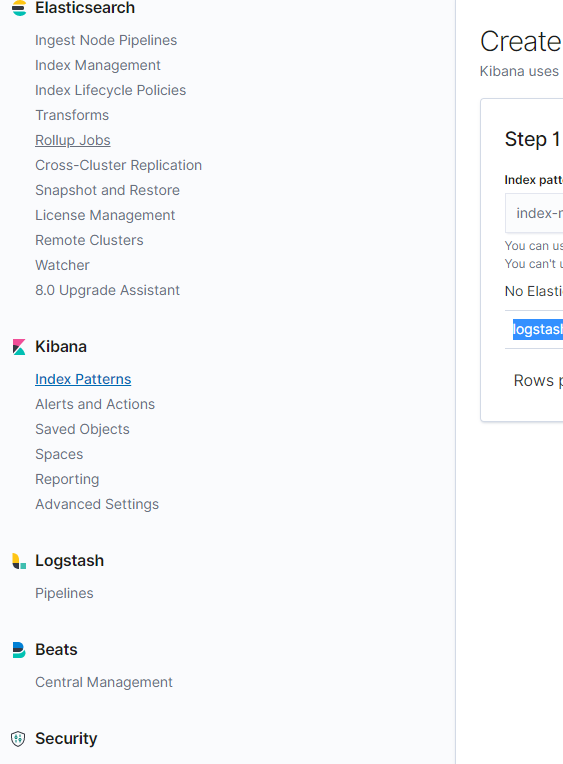 Elasticsearch
Ingest Node Pipelines
Index Management
Index Lifecycle Policies
Transforms
Rollup Jobs
Cross-Cluster Replication
Snapshot and Restore
License Management
Remote Clusters
Watcher
8.0 Upgrade Assistant
Kibana
Index Patterns
Alerts and Actions
Saved Objects
Spaces
Reporting
Advanced Settings
Logstash
Pipelines
Beats
Central Management
Security
Create
Kibana uses
Step 1
Index patt
index-n
You can us
You can't u
No Elasti
logstash
Rows p